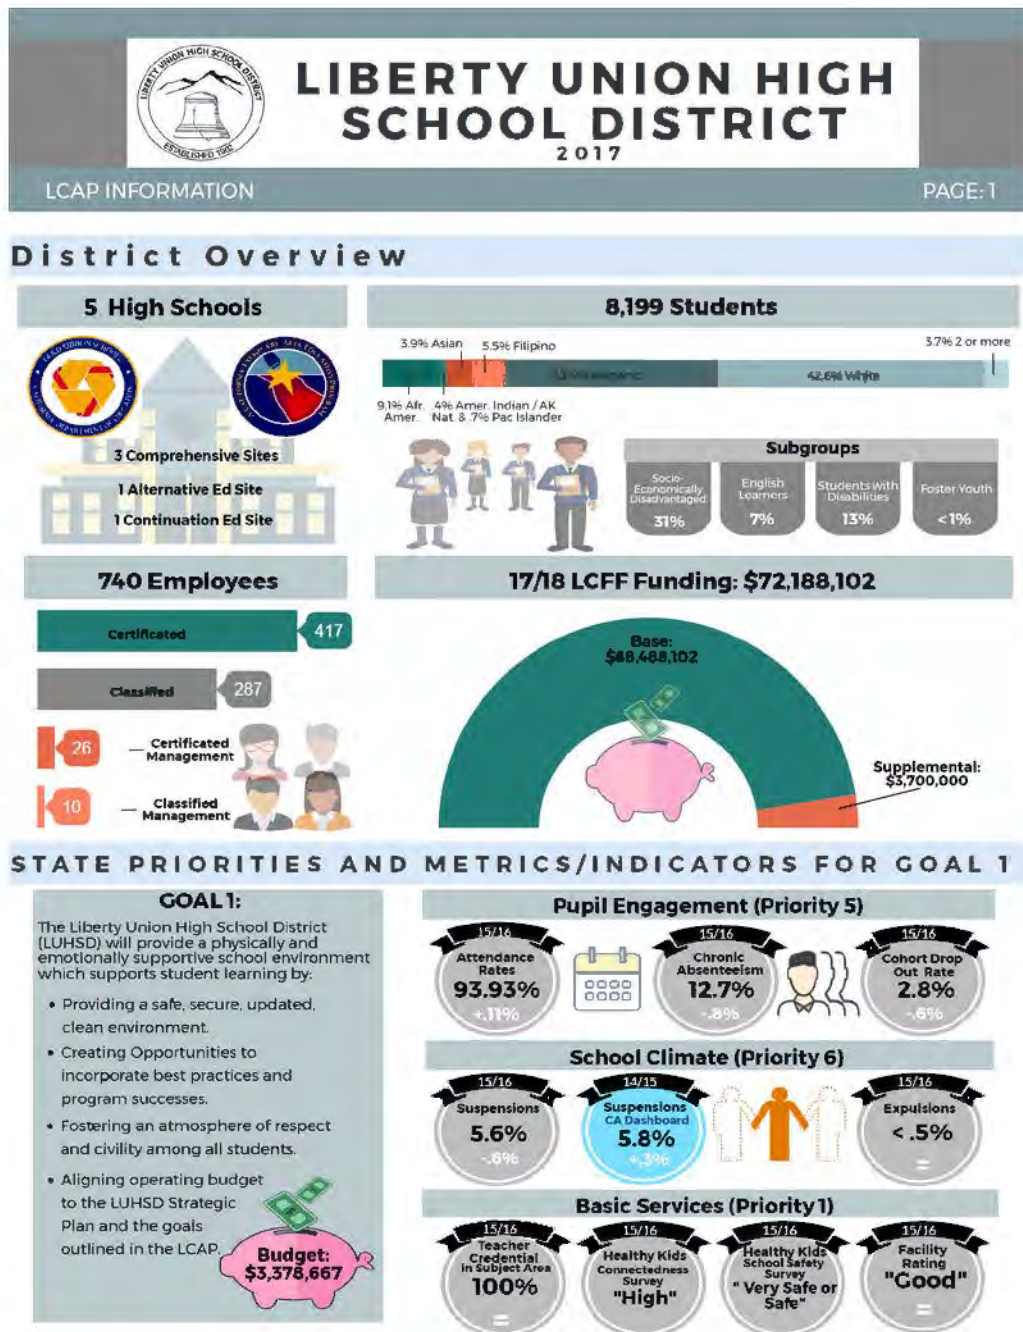 LIBERTY UNION HIGH SCHOOL DISTRICT
ESTABLISHED 1902
LIBERTY UNION HIGH
SCHOOL DISTRICT
2017
LCAP INFORMATION
PAGE: 1
District Overview
5 High Schools
3 Comprehensive Sites
1 Alternative Ed Site
1 Continuation Ed Site
8,199 Students
3.9% Asian
5.5% Filipino
3.7% 2 or more
42.6% White
9.1% Afr.
Amer.
.4% Amer. Indian / AK
Nat. & .7% Pac Islander
Subgroups
Socio-
Economically
Disadvantaged
31%
English
Learners
7%
Students with
Disabilities
13%
Foster Youth
<1%
740 Employees
Certificated
417
Classified
287
26
Certificated
Management
10
Classified
Management
17/18 LCFF Funding: $72,188,102
Base:
$68,488,102
Supplemental:
$3,700,000
STATE PRIORITIES AND METRICS/INDICATORS FOR GOAL 1
GOAL 1:
The Liberty Union High School District
(LUHSD) will provide a physically and
emotionally supportive school environment
which supports student learning by:
• Providing a safe, secure, updated,
clean environment.
• Creating Opportunities to
incorporate best practices and
program successes.
• Fostering an atmosphere of respect
and civility among all students.
• Aligning operating budget
to the LUHSD Strategic
Plan and the goals
outlined in the LCAP.
Budget:
$3,378,667
Pupil Engagement (Priority 5)
15/16
Attendance
Rates
93.93%
+.11%
15/16
Chronic
Absenteeism
12.7%
-.8%
15/16
Cohort Drop
Out Rate
2.8%
-.6%
School Climate (Priority 6)
15/16
Suspensions
5.6%
-.6%
14/15
Suspensions
CA Dashboard
5.8%
+.3%
15/16
Expulsions
< .5%
=
Basic Services (Priority 1)
15/16
Teacher
Credential
in Subject Area
100%
=
15/16
Healthy Kids
Connectedness
Survey
"High"
15/16
Healthy Kids
School Safety
Survey
" Very Safe or
Safe"
15/16
Facility
Rating
"Good"
=